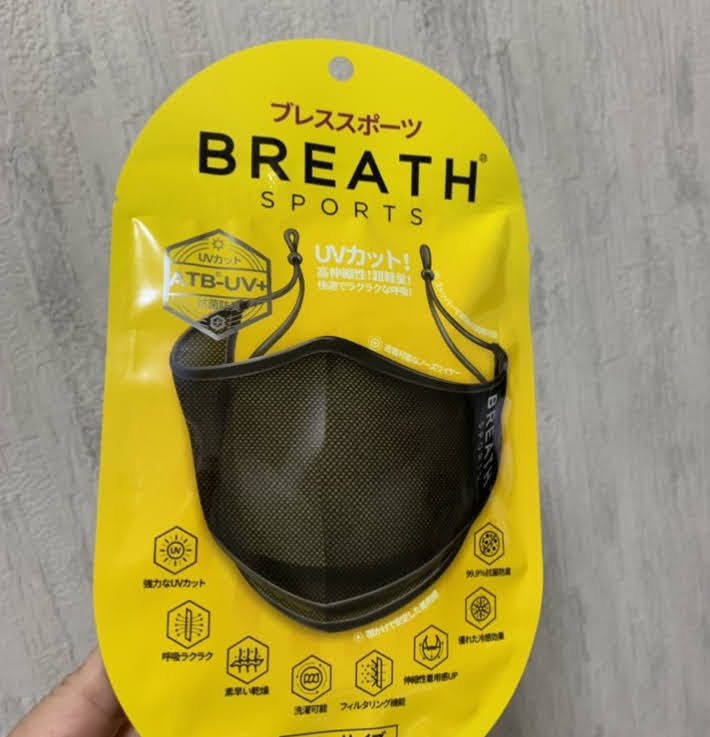 ブレススポーツ
BREATH®
SPORTS
UVカット
ATB-UV+
UVカット!
高伸縮性!超軽量!
快適でラクラクな呼吸!
BREATH
SPORTS
強力なUVカット
99.9%抗菌防臭
呼吸ラクラク
優れた冷感効果
素早い乾燥
伸縮性着用感UP
洗濯可能
フィルタリング機能